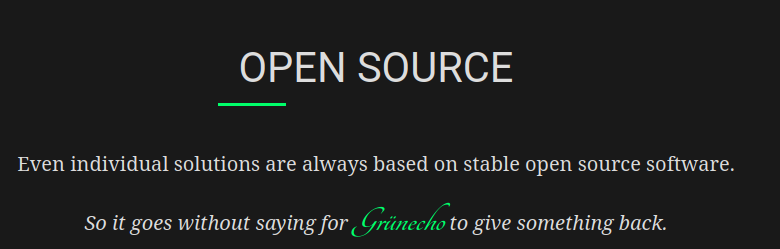 OPEN SOURCE
Even individual solutions are always based on stable open source software.
So it goes without saying for Grünecho to give something back.